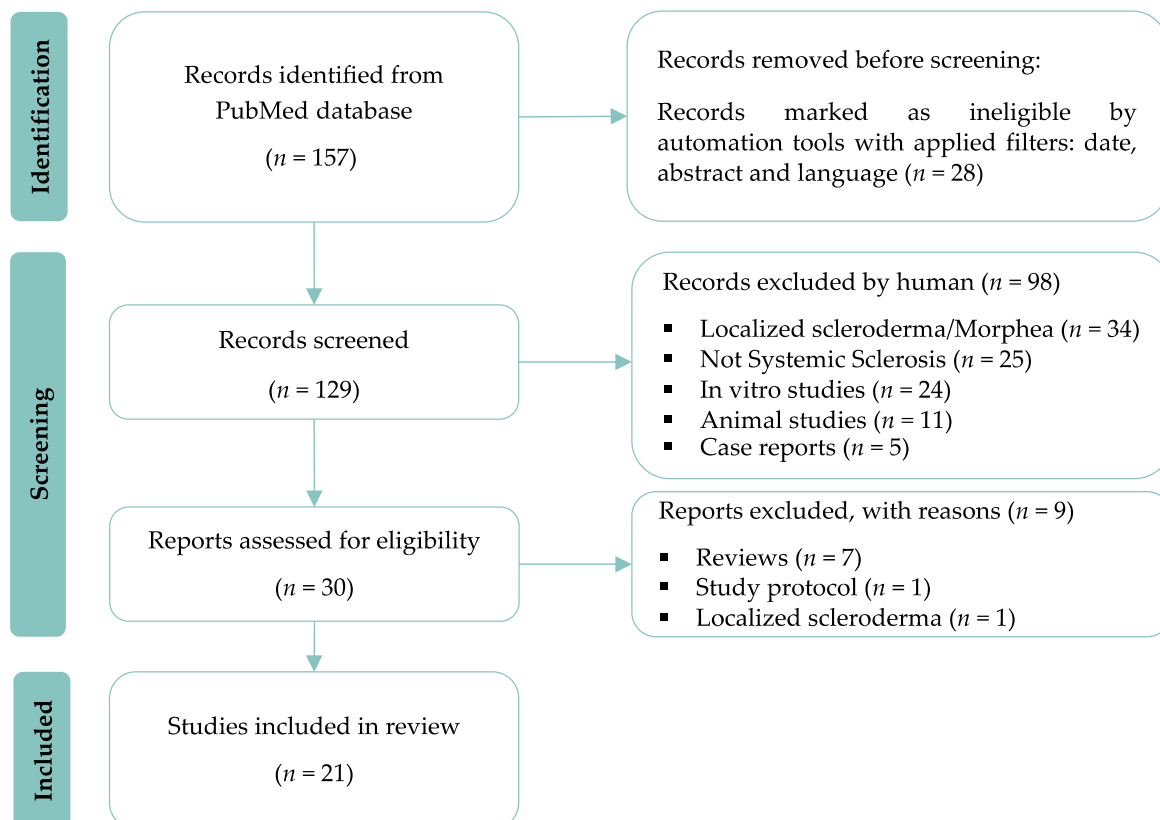 Identification
Records identified from
PubMed database
(n = 157)
Records removed before screening:
Records marked as ineligible by
automation tools with applied filters: date,
abstract and language (n = 28)
Screening
Records screened
(n = 129)
Records excluded by human (n = 98)
▪ Localized scleroderma/Morphea (n = 34)
▪ Not Systemic Sclerosis (n = 25)
▪ In vitro studies (n = 24)
▪ Animal studies (n = 11)
▪ Case reports (n = 5)
Reports assessed for eligibility
(n = 30)
Reports excluded, with reasons (n = 9)
▪ Reviews (n = 7)
▪ Study protocol (n = 1)
▪ Localized scleroderma (n = 1)
Included
Studies included in review
(n = 21)